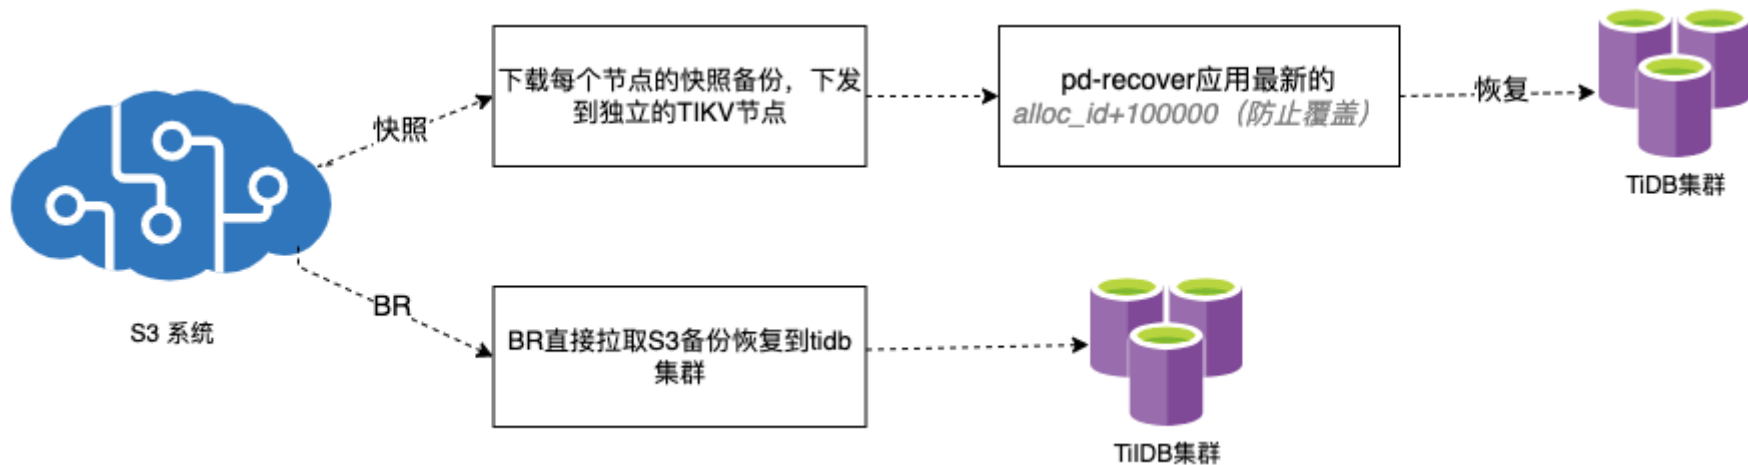 快照
下载每个节点的快照备份，下发
到独立的TIKV节点
pd-recover应用最新的
alloc_id+100000（防止覆盖）
恢复
TiDB集群
S3 系统
BR
BR直接拉取S3备份恢复到tidb
集群
TilDB集群